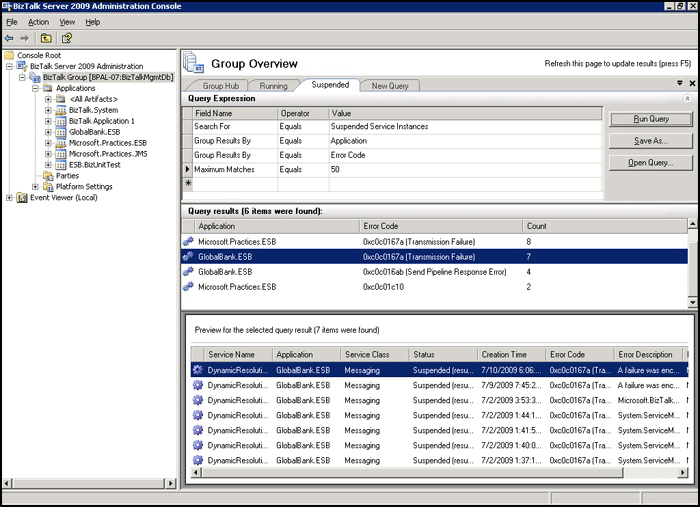 BizTalk Server 2009 Administration Console
File Action View Help
Console Root
BizTalk Server 2009 Administration
BizTalk Group [BPAL-07:BizTalkMgmtDb]
Applications
<All Artifacts>
BizTalk.System
BizTalk Application 1
GlobalBank.ESB
Microsoft.Practices.ESB
Microsoft.Practices.JMS
ESB.BizUnitTest
Parties
Platform Settings
Event Viewer (Local)
Group Overview
Refresh this page to update results (press F5)
Group Hub Running Suspended New Query
Query Expression
Field Name Operator Value
Search For Equals Suspended Service Instances
Group Results By Equals Application
Group Results By Equals Error Code
Maximum Matches Equals 50
Run Query
Save As...
Open Query...
Query results (6 items were found):
Application Error Code Count
Microsoft.Practices.ESB 0xc0c0167a (Transmission Failure) 8
GlobalBank.ESB 0xc0c0167a (Transmission Failure) 7
GlobalBank.ESB 0xc0c016ab (Send Pipeline Response Error) 4
Microsoft.Practices.ESB 0xc0c01c10 2
Preview for the selected query result (7 items were found)
Service Name Application Service Class Status Creation Time Error Code Error Description
DynamicResoluti... GlobalBank.ESB Messaging Suspended (resu... 7/10/2009 6:06:... 0xc0c0167a (Tra... A failure was enc...
DynamicResoluti... GlobalBank.ESB Messaging Suspended (resu... 7/9/2009 7:45:2... 0xc0c0167a (Tra... A failure was enc...
DynamicResoluti... GlobalBank.ESB Messaging Suspended (resu... 7/2/2009 3:53:3... 0xc0c0167a (Tra... Microsoft.BizTalk...
DynamicResoluti... GlobalBank.ESB Messaging Suspended (resu... 7/2/2009 1:44:1... 0xc0c0167a (Tra... System.ServiceM...
DynamicResoluti... GlobalBank.ESB Messaging Suspended (resu... 7/2/2009 1:41:5... 0xc0c0167a (Tra... System.ServiceM...
DynamicResoluti... GlobalBank.ESB Messaging Suspended (resu... 7/2/2009 1:40:0... 0xc0c0167a (Tra... System.ServiceM...
DynamicResoluti... GlobalBank.ESB Messaging Suspended (resu... 7/2/2009 1:37:1... 0xc0c0167a (Tra... System.ServiceM...